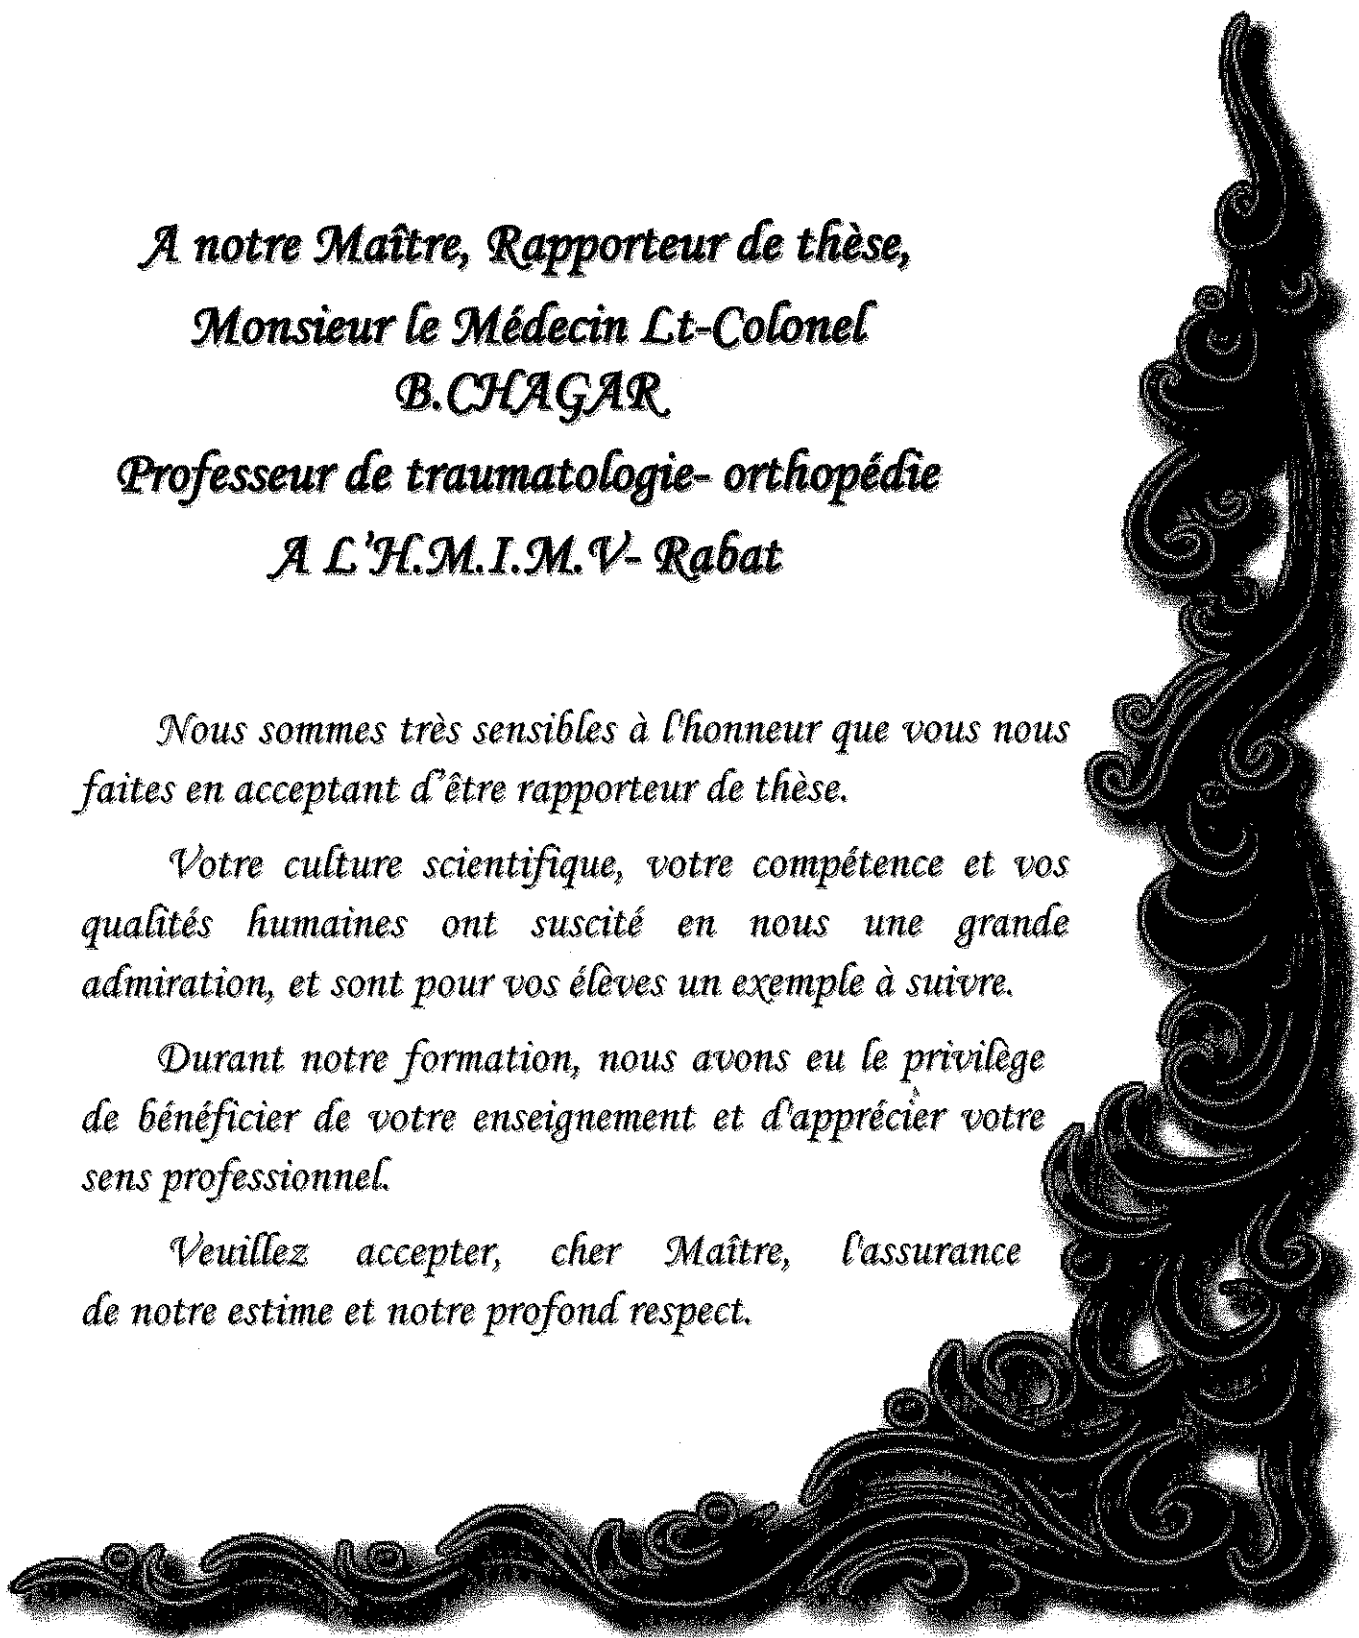 A notre Maître, Rapporteur de thèse,
Monsieur le Médecin Lt-Colonel
B.CHAGAR
Professeur de traumatologie- orthopédie
A L'H.M.I.M.V- Rabat
Nous sommes très sensibles à l'honneur que vous nous
faites en acceptant d'être rapporteur de thèse.
Votre culture scientifique, votre compétence et vos
qualités humaines ont suscité en nous une grande
admiration, et sont pour vos élèves un exemple à suivre.
Durant notre formation, nous avons eu le privilège
de bénéficier de votre enseignement et d'apprécier votre
sens professionnel.
Veuillez accepter, cher Maître, l'assurance
de notre estime et notre profond respect.